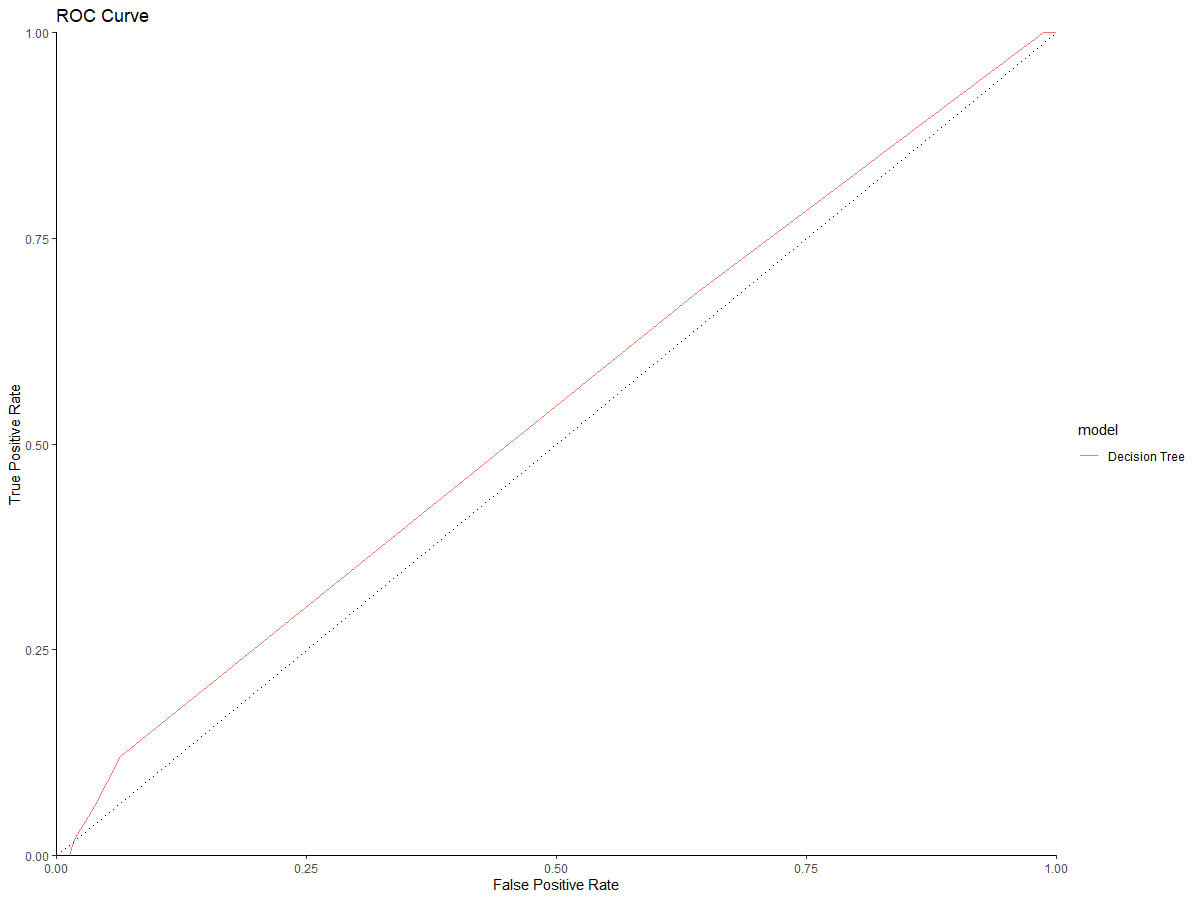 ROC Curve
1.00
0.75
0.50
0.25
0.00
True Positive Rate
0.00 0.25 0.50 0.75 1.00
False Positive Rate
model
Decision Tree